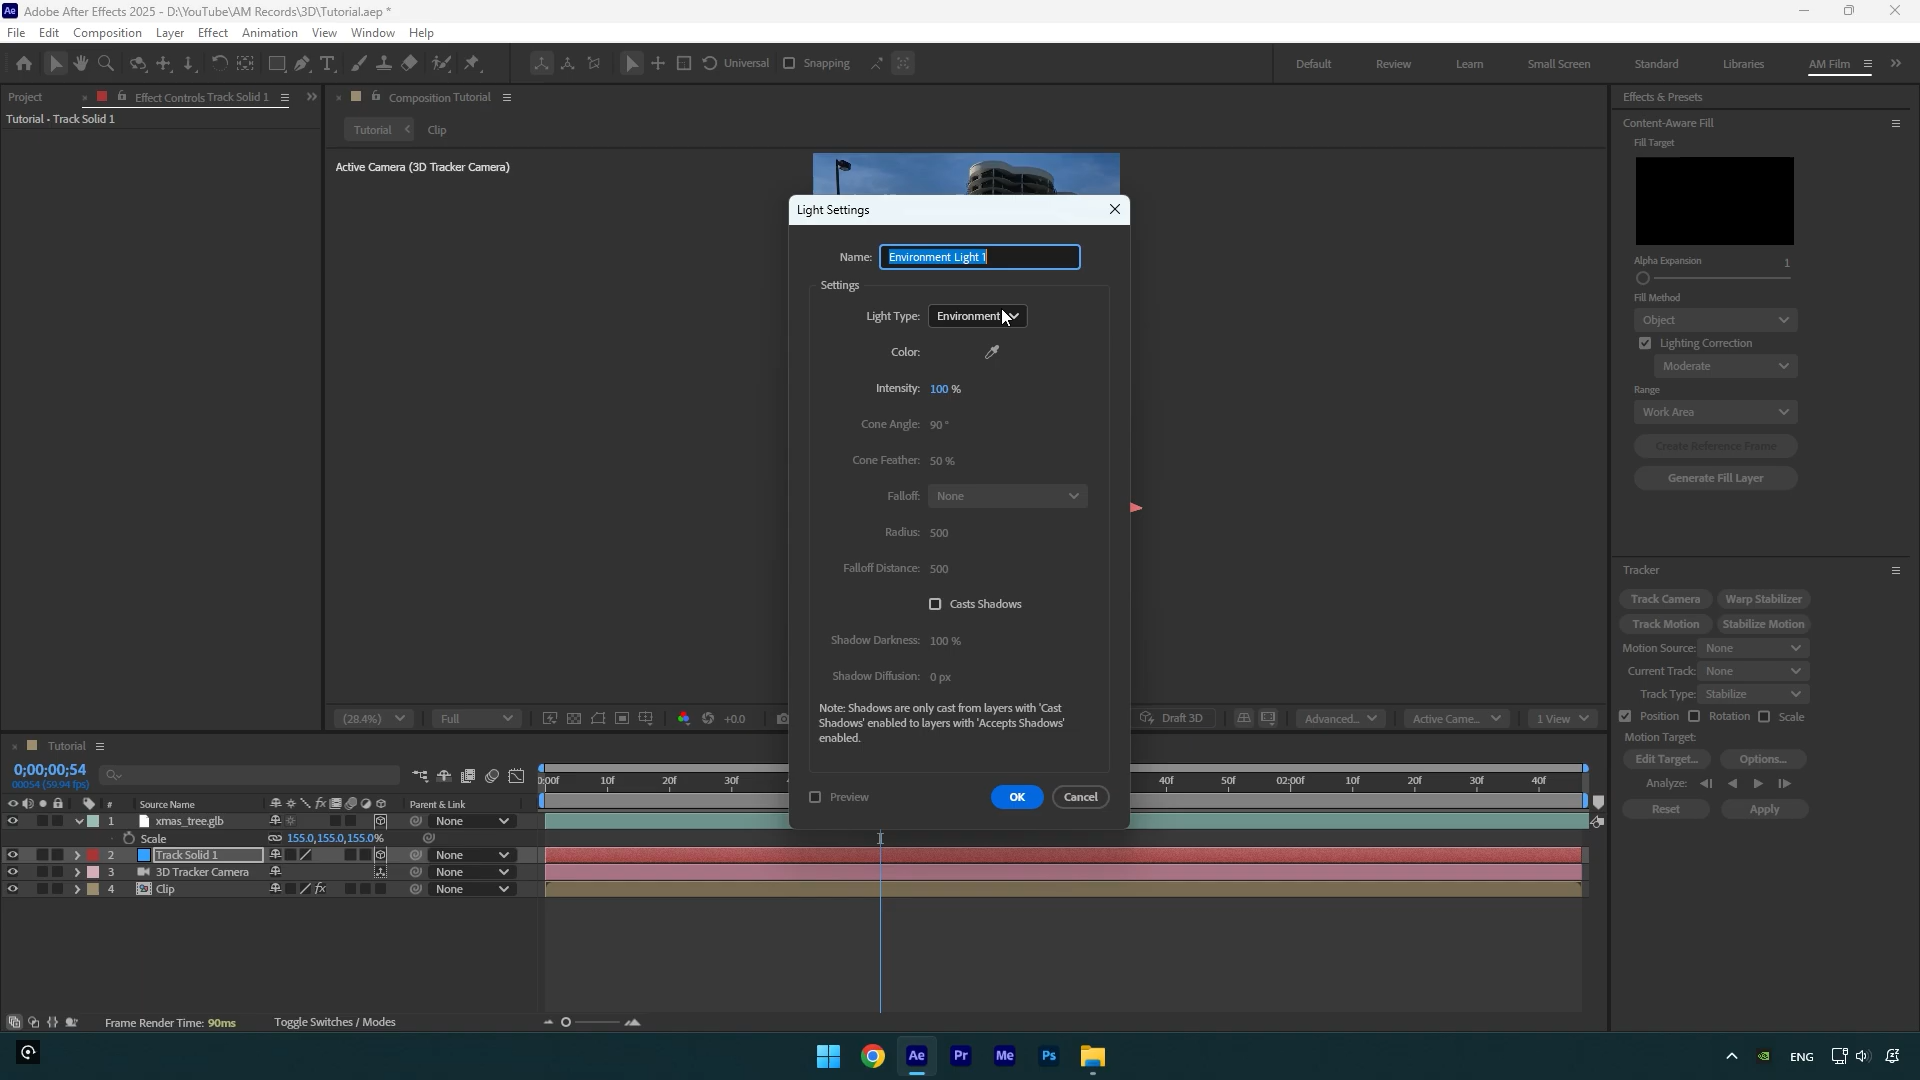 Adobe After Effects 2025 - D:\YouTube\AM Records\3D\Tutorial.aep *
File Edit Composition Layer Effect Animation View Window Help
Universal Snapping Default Review Learn Small Screen Standard Libraries AM Film
Project Effect Controls Track Solid 1
Composition Tutorial
Effects & Presets
Tutorial • Track Solid 1
Tutorial Clip
Content-Aware Fill
Fill Target
Active Camera (3D Tracker Camera)
Light Settings
Name: Environment Light 1
Settings
Light Type: Environment
Color:
Intensity: 100 %
Cone Angle: 90 °
Cone Feather: 50 %
Falloff: None
Radius: 500
Falloff Distance: 500
Casts Shadows
Shadow Darkness: 100 %
Shadow Diffusion: 0 px
Note: Shadows are only cast from layers with 'Cast
Shadows' enabled to layers with 'Accepts Shadows'
enabled.
Preview OK Cancel
Alpha Expansion 1
Fill Method
Object
Lighting Correction
Moderate
Range
Work Area
Create Reference Frame
Generate Fill Layer
Tracker
Track Camera Warp Stabilizer
Track Motion Stabilize Motion
Motion Source: None
Current Track: None
Track Type: Stabilize
Position Rotation Scale
Motion Target:
Edit Target... Options...
Analyze:
Reset Apply
(28.4%) Full +0.0 Draft 3D Advanced... Active Came... 1 View
Tutorial
0;00;00;54
00054 (59.94 fps)
0:00f 10f 20f 30f 40f 50f 02:00f 10f 20f 30f 40f
# Source Name fx Parent & Link
1 xmas_tree.glb None
Scale 155.0,155.0,155.0%
2 Track Solid 1 None
3 3D Tracker Camera None
4 Clip fx None
Frame Render Time: 90ms Toggle Switches / Modes
Ae Pr Me Ps ENG